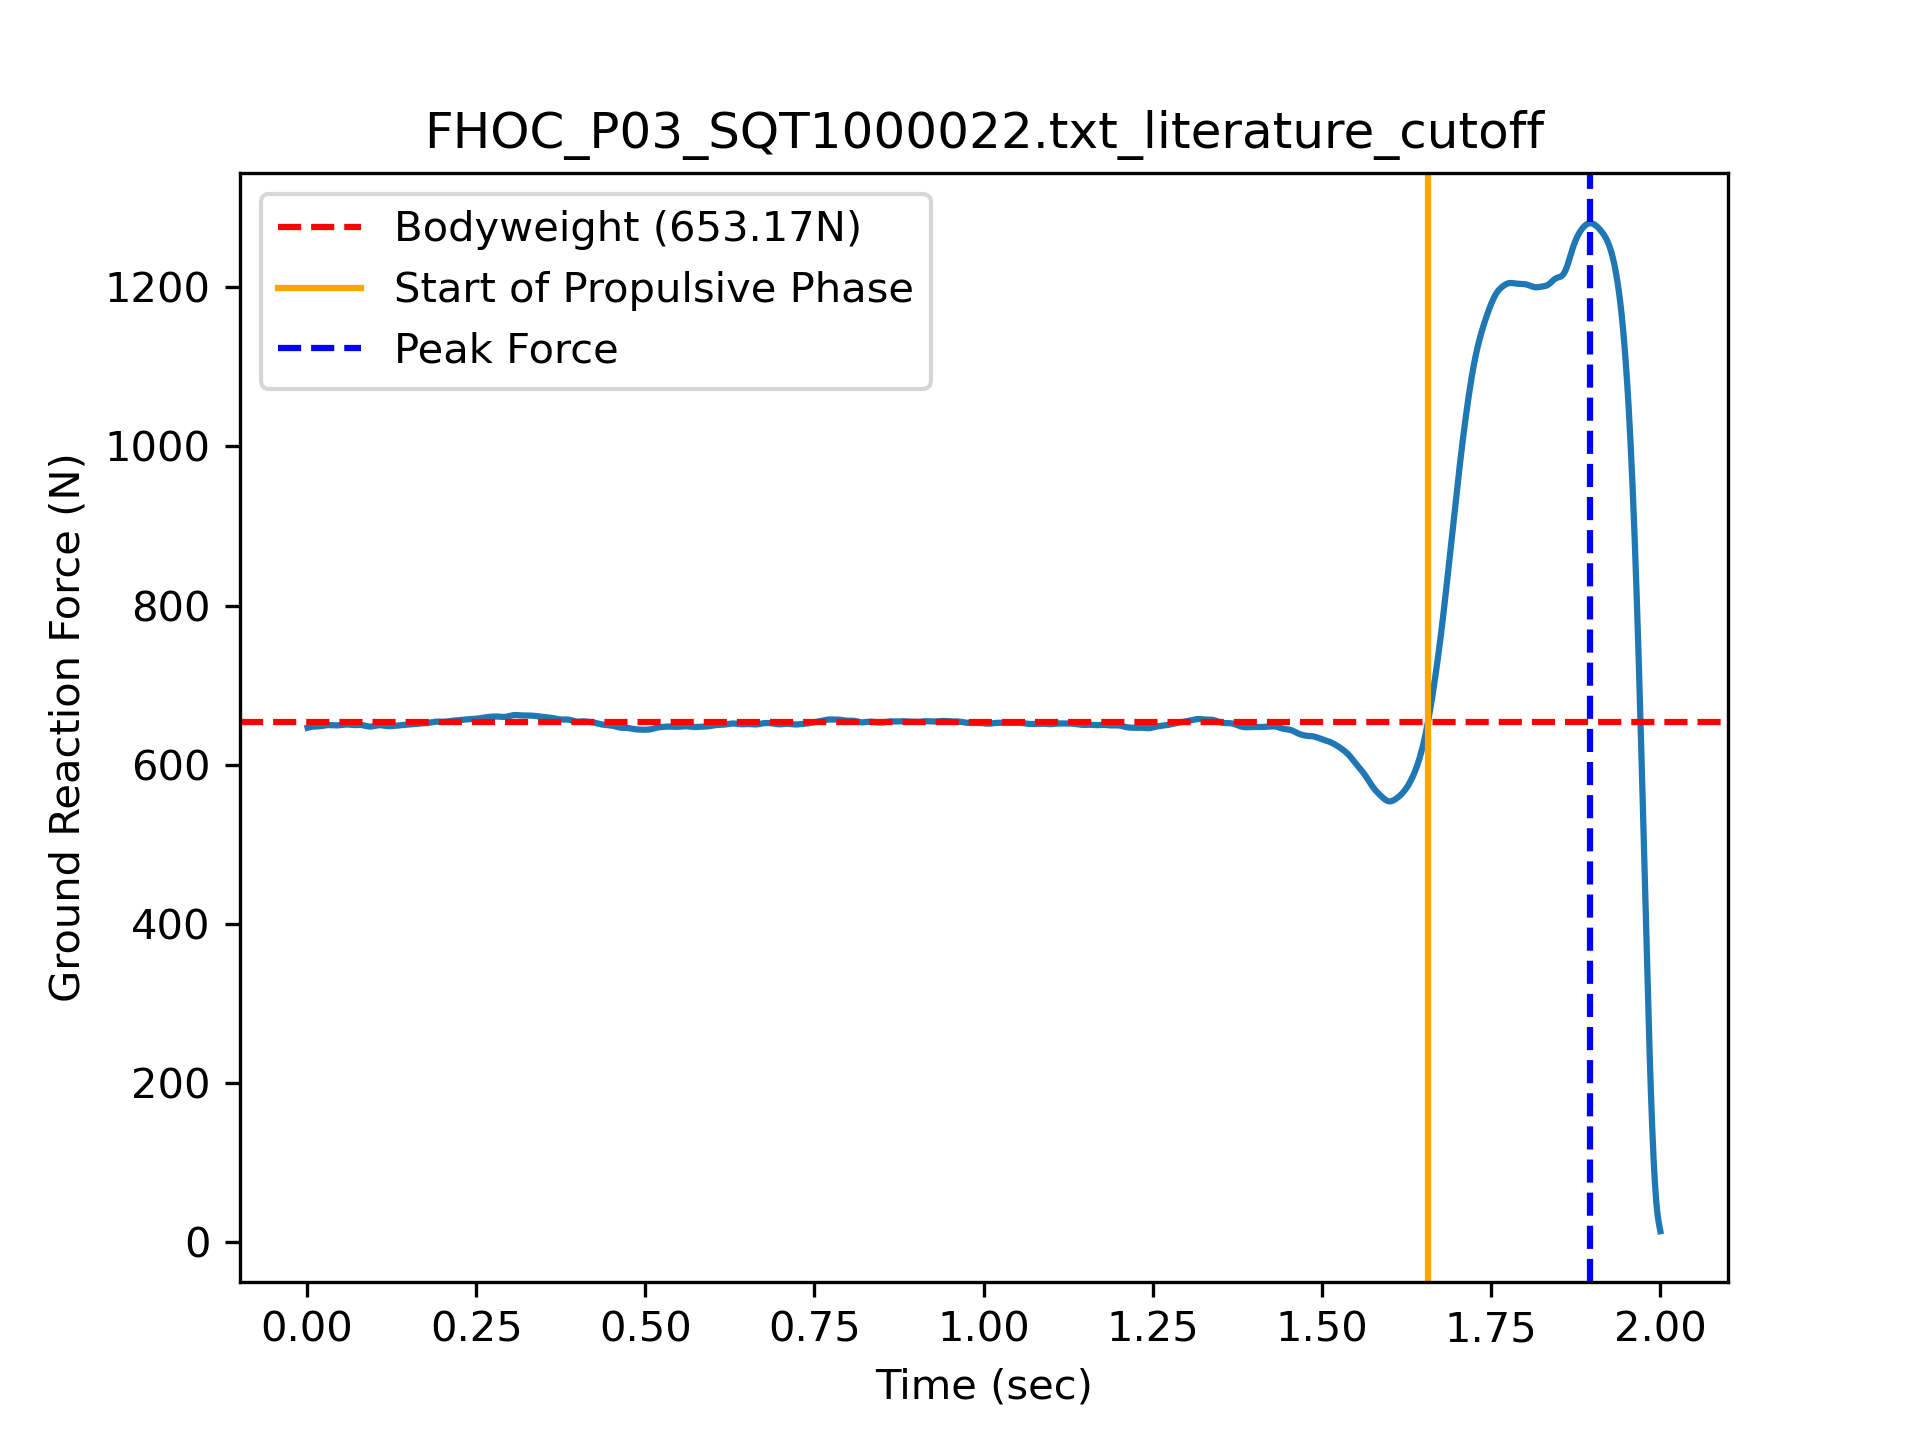 FHOC_P03_SQT1000022.txt_literature_cutoff
Bodyweight (653.17N)
Start of Propulsive Phase
Peak Force
1200
1000
800
600
400
200
0
Ground Reaction Force (N)
0.00 0.25 0.50 0.75 1.00 1.25 1.50 1.75 2.00
Time (sec)